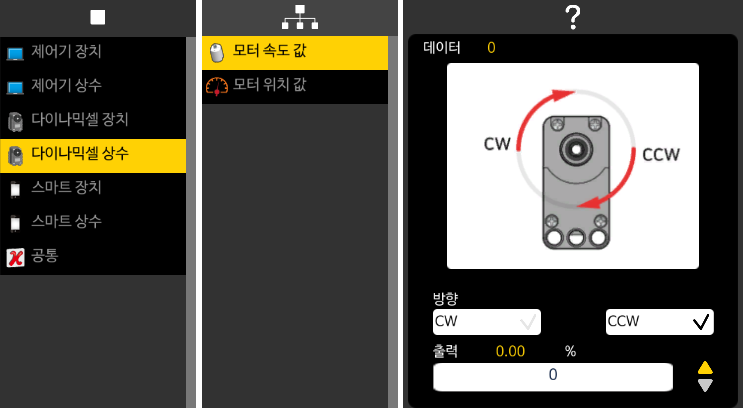 제어기 장치
제어기 상수
다이나믹셀 장치
다이나믹셀 상수
스마트 장치
스마트 상수
공통
모터 속도 값
모터 위치 값
?
데이터 0
CW
CCW
방향
CW
CCW
출력 0.00 %
0